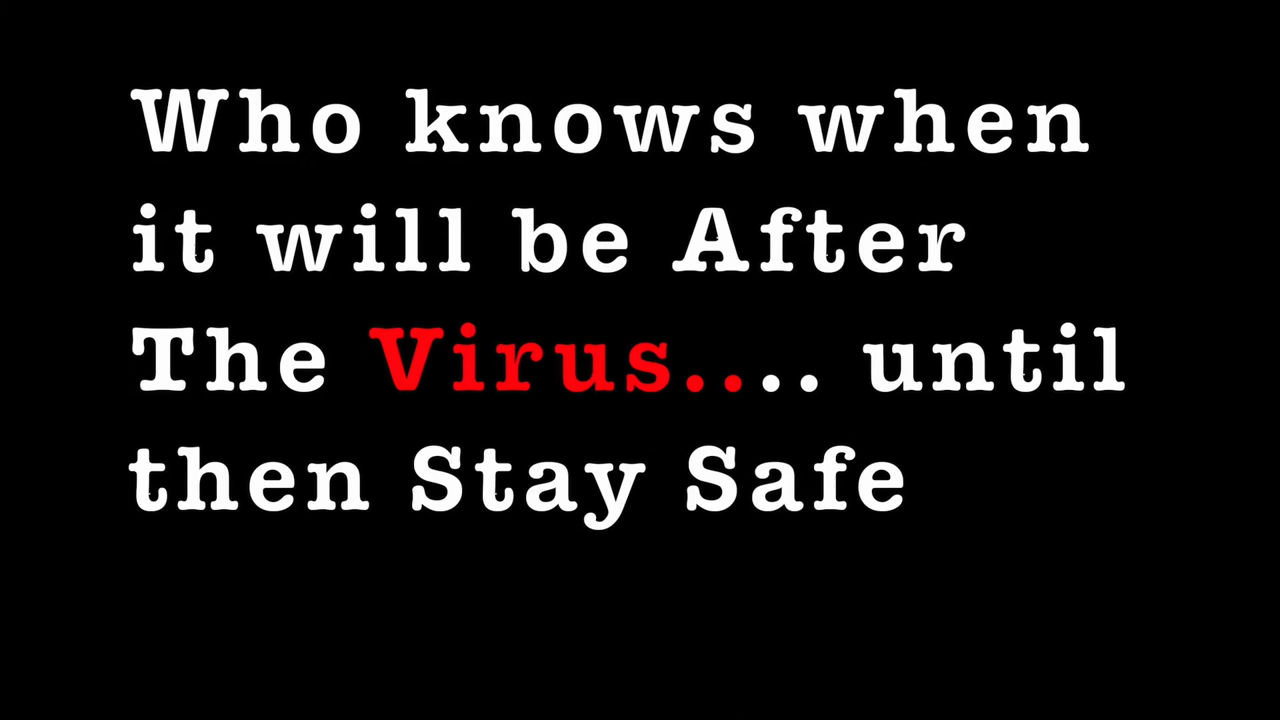 Who knows when
it will be After
The Virus.... until
then Stay Safe